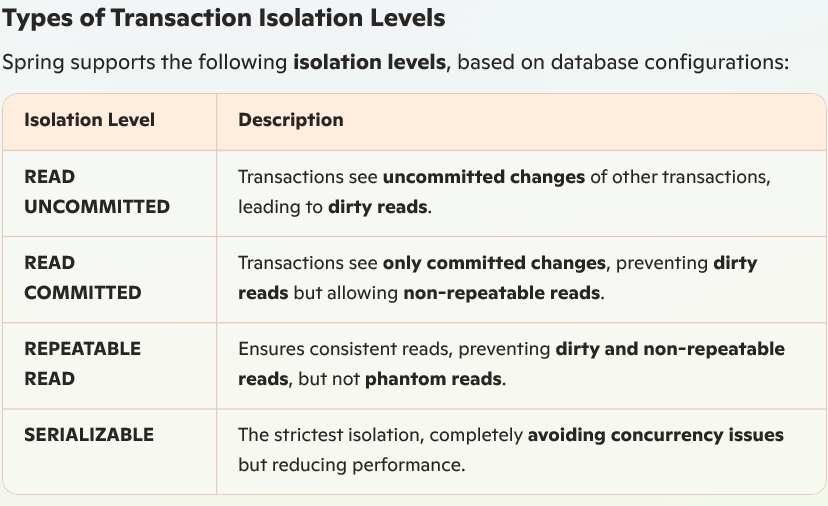 Types of Transaction Isolation Levels
Spring supports the following isolation levels, based on database configurations:
Isolation Level
Description
READ
UNCOMMITTED
Transactions see uncommitted changes of other transactions,
leading to dirty reads.
READ
COMMITTED
Transactions see only committed changes, preventing dirty
reads but allowing non-repeatable reads.
REPEATABLE
READ
Ensures consistent reads, preventing dirty and non-repeatable
reads, but not phantom reads.
SERIALIZABLE
The strictest isolation, completely avoiding concurrency issues
but reducing performance.